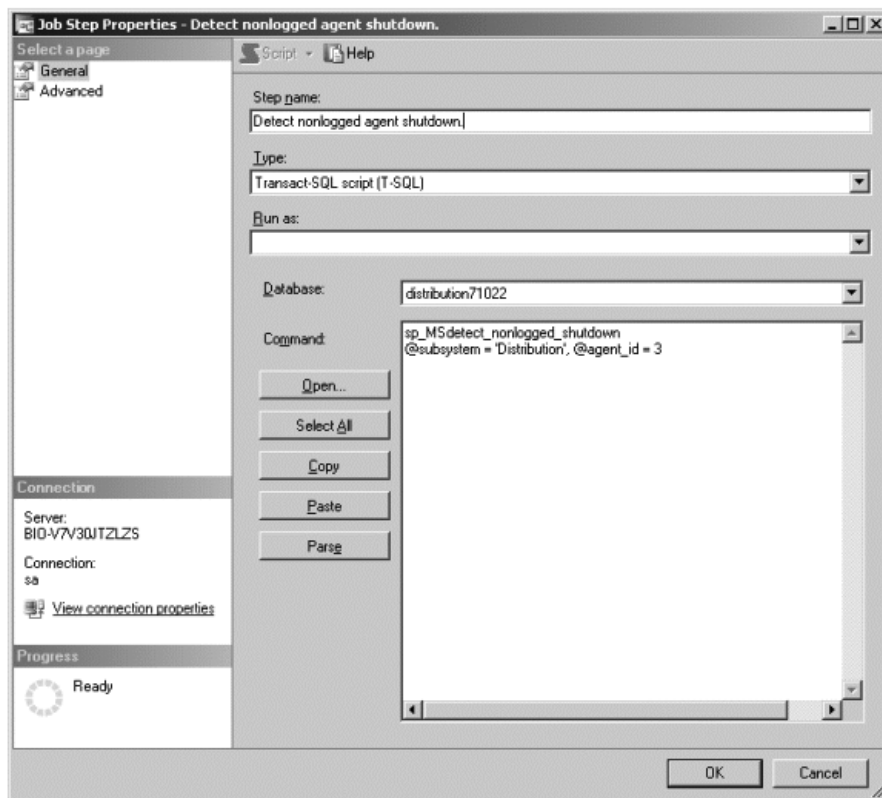 Job Step Properties - Detect nonlogged agent shutdown.
Select a page
General
Advanced
Script
Help
Step name:
Detect nonlogged agent shutdown.
Type:
Transact-SQL script (T-SQL)
Run as:
Database:
distribution71022
Command:
sp_MSdetect_nonlogged_shutdown
@subsystem = 'Distribution', @agent_id = 3
Open...
Select All
Copy
Paste
Parse
Connection
Server:
BIO-V7V30JTZLZS
Connection:
sa
View connection properties
Progress
Ready
OK
Cancel